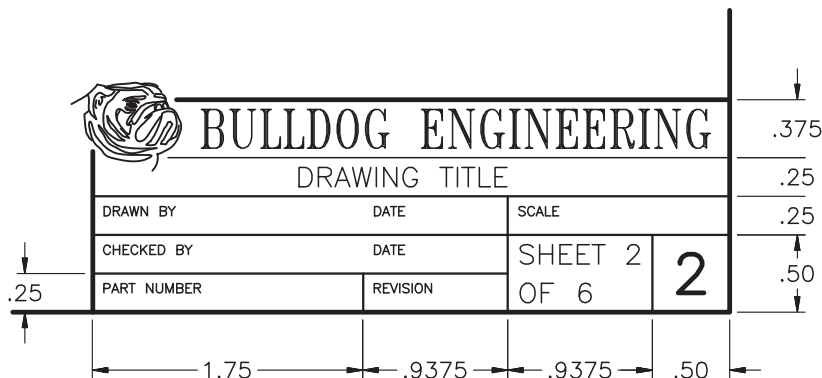 BULLDOG ENGINEERING
.375
DRAWING TITLE
.25
DRAWN BY DATE SCALE
.25
CHECKED BY DATE
SHEET 2
OF 6
2
.50
.25
PART NUMBER REVISION
1.75 .9375 .9375 .50